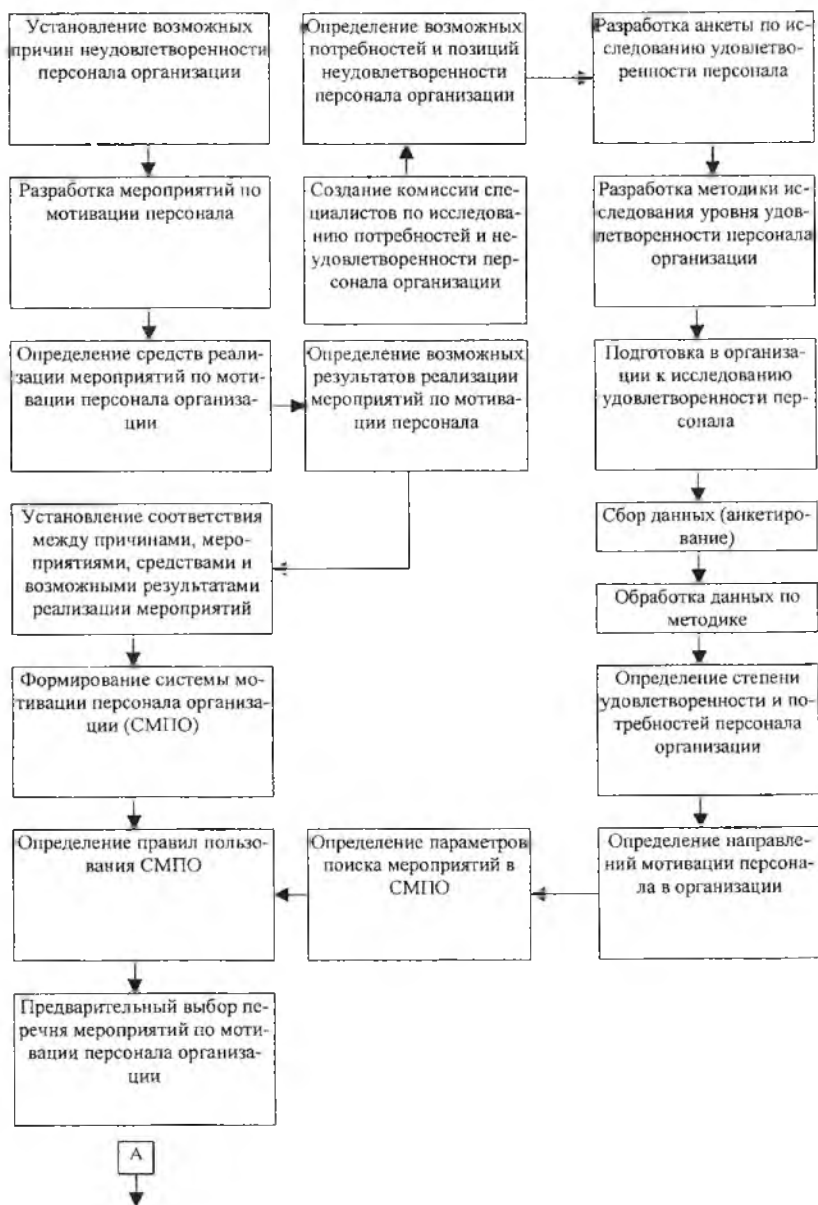 Установление возможных
причин неудовлетворенности
персонала организации
Определение возможных
потребностей и позиций
неудовлетворенности
персонала организации
Разработка анкеты по ис-
следованию удовлетво-
ренности персонала
Разработка мероприятий по
мотивации персонала
Создание комиссии спе-
циалистов по исследова-
нию потребностей и не-
удовлетворенности пер-
сонала организации
Разработка методики ис-
следования уровня удов-
летворенности персонала
организации
Определение средств реали-
зации мероприятий по моти-
вации персонала организа-
ции
Определение возможных
результатов реализации
мероприятий по мотива-
ции персонала
Подготовка в организа-
ции к исследованию
удовлетворенности пер-
сонала
Установление соответствия
между причинами, меро-
приятиями, средствами и
возможными результатами
реализации мероприятий
Сбор данных (анкетиро-
вание)
Обработка данных по
методике
Формирование системы мо-
тивации персонала организа-
ции (СМПО)
Определение степени
удовлетворенности и по-
требностей персонала
организации
Определение правил пользо-
вания СМПО
Определение параметров
поиска мероприятий в
СМПО
Определение направле-
ний мотивации персона-
ла в организации
Предварительный выбор пе-
речня мероприятий по моти-
вации персонала организа-
ции
А